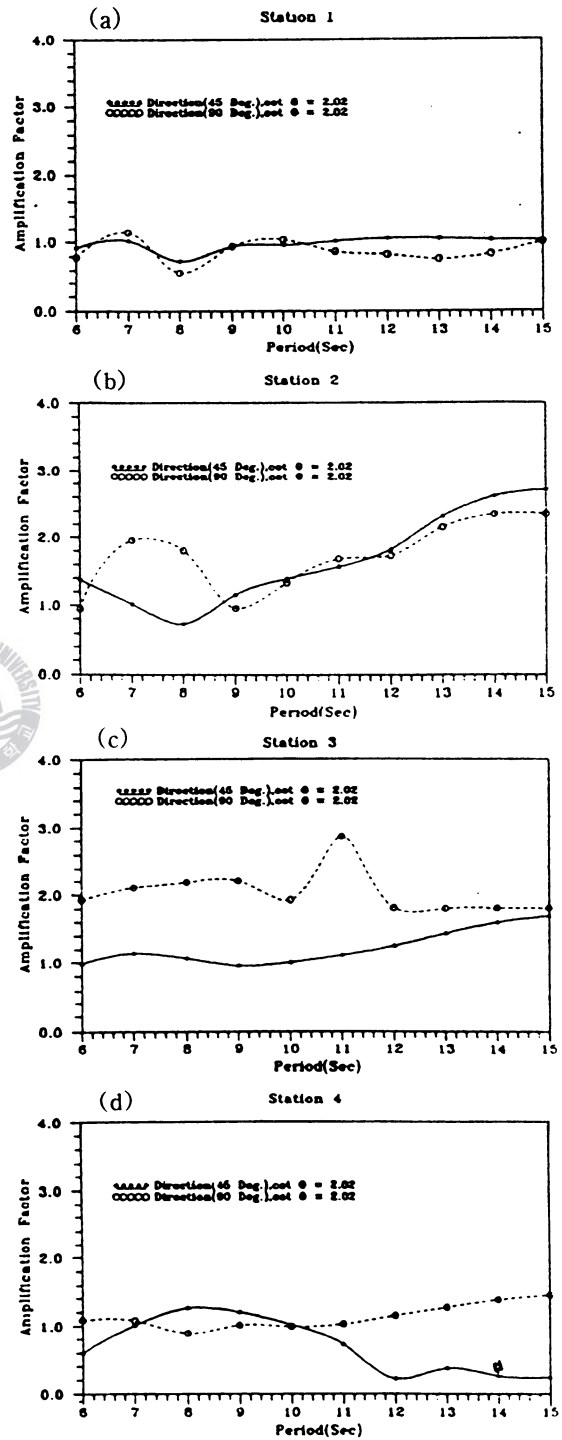 (a)
Station 1
4.0
Direction(45 Deg.),cot θ = 2.02
Direction(90 Deg.),cot θ = 2.02
3.0
2.0
1.0
0.0
Amplification Factor
6 7 8 9 10 11 12 13 14 15
Period(Sec)
(b)
Station 2
4.0
Direction(45 Deg.),cot θ = 2.02
Direction(90 Deg.),cot θ = 2.02
3.0
2.0
1.0
0.0
Amplification Factor
6 7 8 9 10 11 12 13 14 15
Period(Sec)
(c)
Station 3
4.0
Direction(45 Deg.),cot θ = 2.02
Direction(90 Deg.),cot θ = 2.02
3.0
2.0
1.0
0.0
Amplification Factor
6 7 8 9 10 11 12 13 14 15
Period(Sec)
(d)
Station 4
4.0
Direction(45 Deg.),cot θ = 2.02
Direction(90 Deg.),cot θ = 2.02
3.0
2.0
1.0
0.0
Amplification Factor
6 7 8 9 10 11 12 13 14 15
Period(Sec)